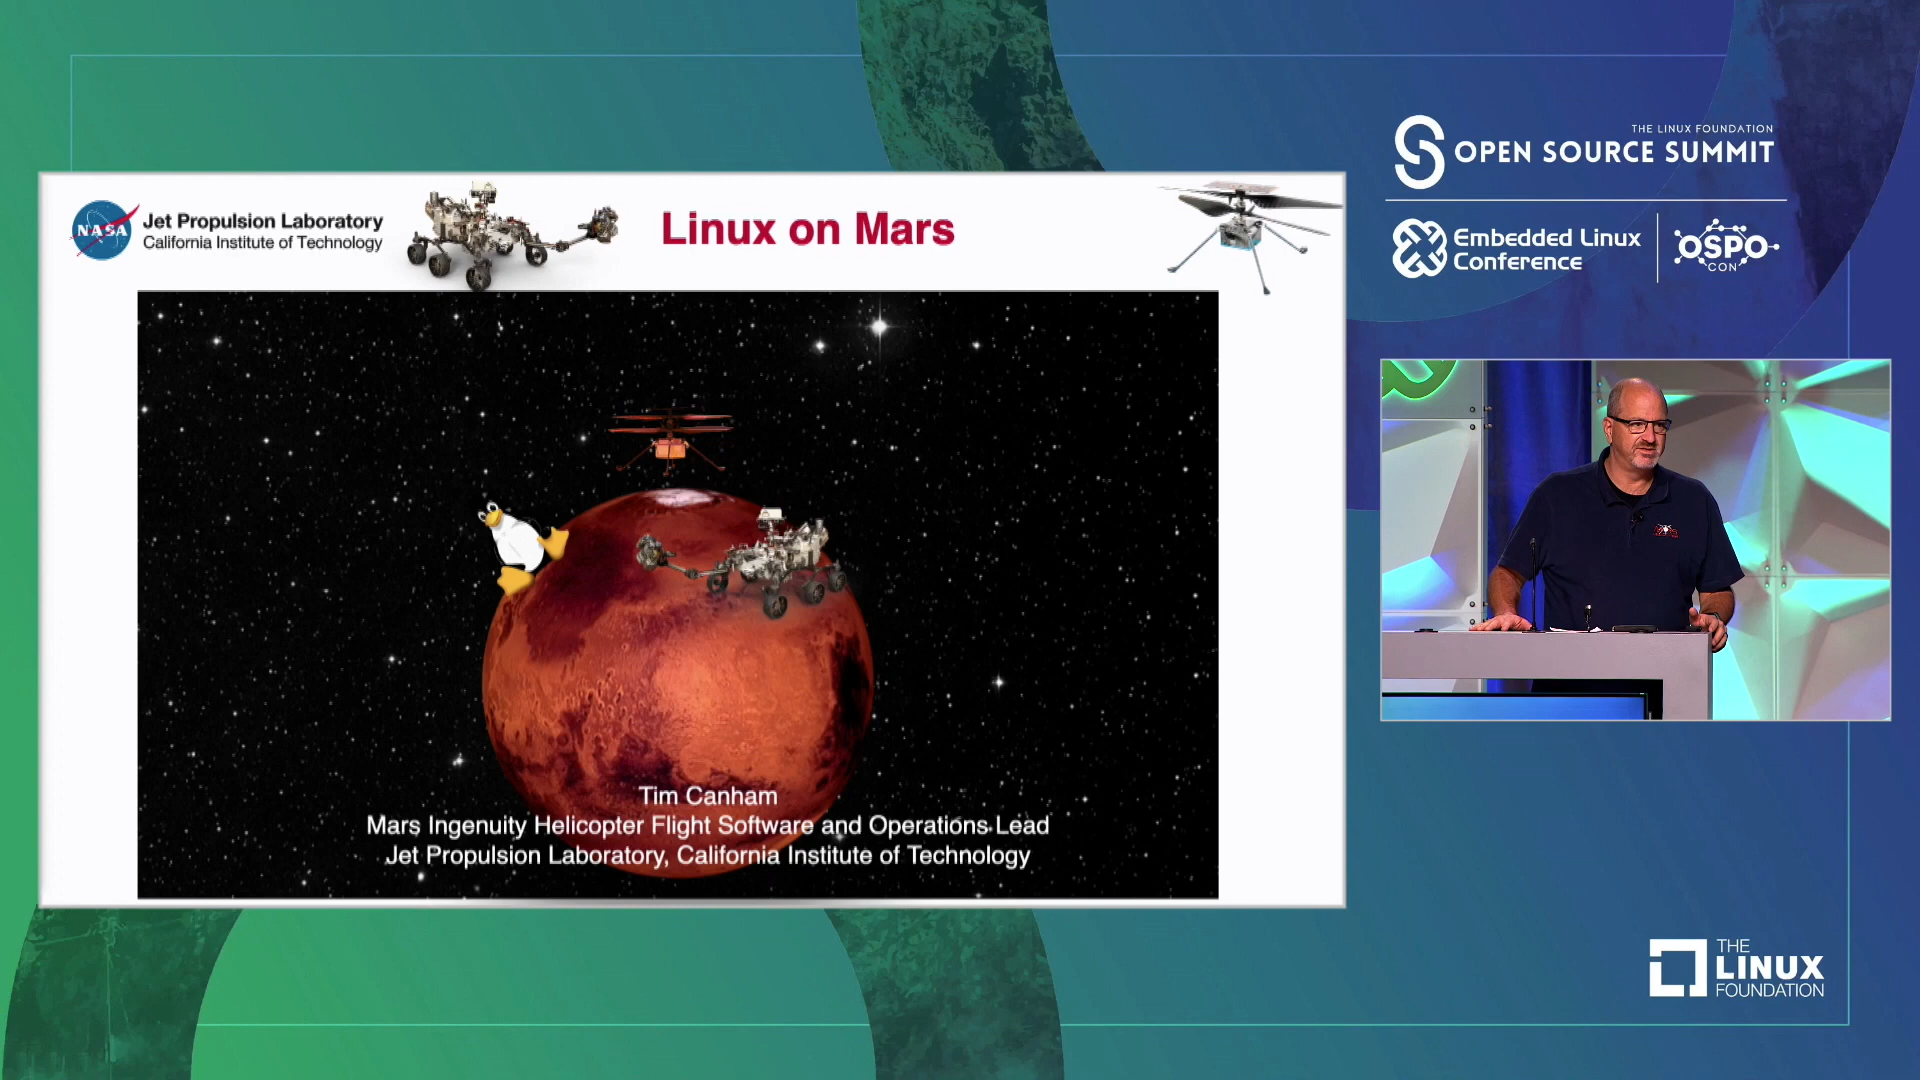 NASA
Jet Propulsion Laboratory
California Institute of Technology
Linux on Mars
Tim Canham
Mars Ingenuity Helicopter Flight Software and Operations Lead
Jet Propulsion Laboratory, California Institute of Technology
THE LINUX FOUNDATION
OPEN SOURCE SUMMIT
Embedded Linux
Conference
OSPO
CON
THE
LINUX
FOUNDATION